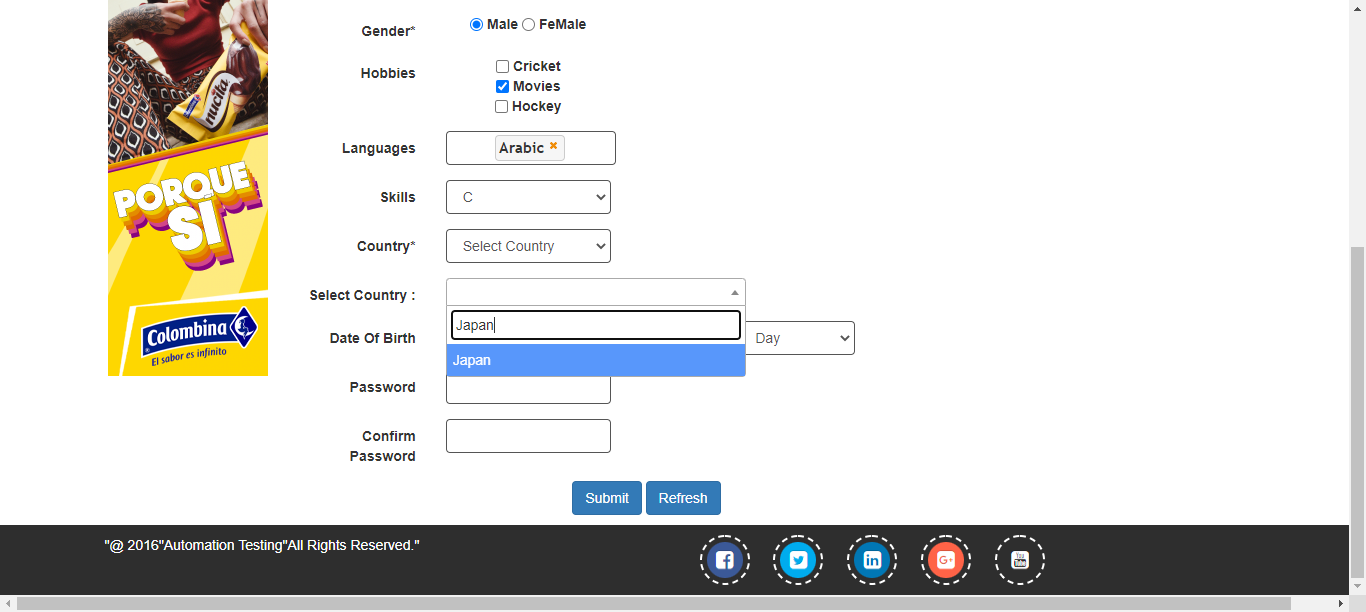 nucita
PORQUE
SÍ
Colombina
El sabor es infinito
Gender*
Male
FeMale
Hobbies
Cricket
Movies
Hockey
Languages
Arabic ×
Skills
C
Country*
Select Country
Select Country :
Japan
Japan
Date Of Birth
Day
Password
Confirm
Password
Submit
Refresh
"@ 2016"Automation Testing"All Rights Reserved."
f
in
G+
You
Tube